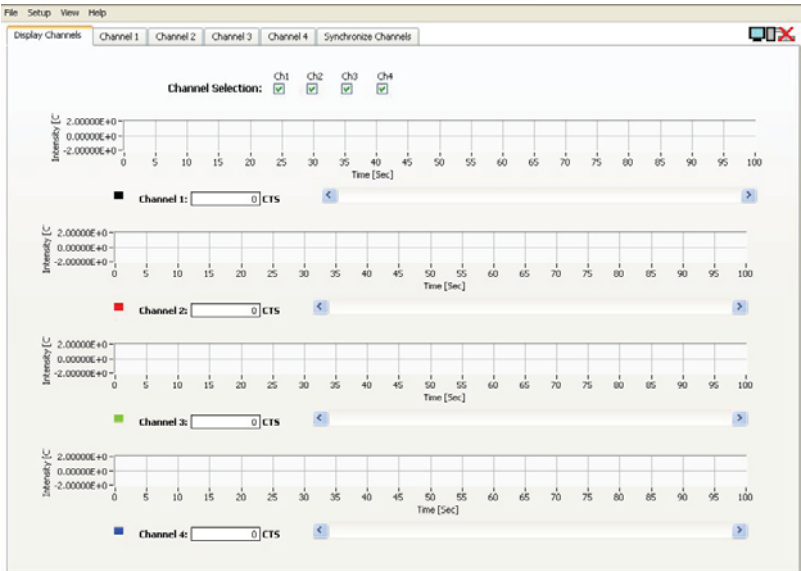 File Setup View Help
Display Channels Channel 1 Channel 2 Channel 3 Channel 4 Synchronize Channels
Ch1 Ch2 Ch3 Ch4
Channel Selection:
Intensity [C
2.00000E+0
0.00000E+0
-2.00000E+0
0 5 10 15 20 25 30 35 40 45 50 55 60 65 70 75 80 85 90 95 100
Time [Sec]
Channel 1: 0 CTS
Intensity [C
2.00000E+0
0.00000E+0
-2.00000E+0
0 5 10 15 20 25 30 35 40 45 50 55 60 65 70 75 80 85 90 95 100
Time [Sec]
Channel 2: 0 CTS
Intensity [C
2.00000E+0
0.00000E+0
-2.00000E+0
0 5 10 15 20 25 30 35 40 45 50 55 60 65 70 75 80 85 90 95 100
Time [Sec]
Channel 3: 0 CTS
Intensity [C
2.00000E+0
0.00000E+0
-2.00000E+0
0 5 10 15 20 25 30 35 40 45 50 55 60 65 70 75 80 85 90 95 100
Time [Sec]
Channel 4: 0 CTS